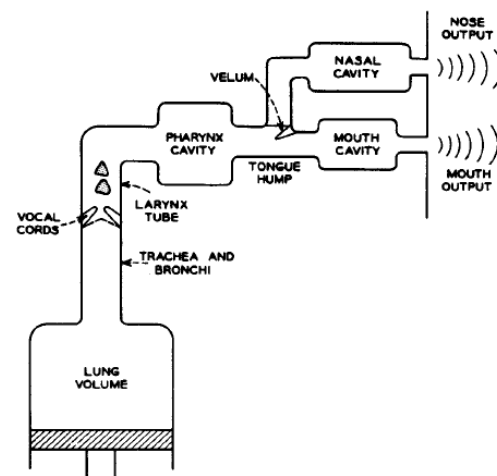 NOSE
OUTPUT
NASAL
CAVITY
VELUM
PHARYNX
CAVITY
MOUTH
CAVITY
TONGUE
HUMP
MOUTH
OUTPUT
LARYNX
TUBE
VOCAL
CORDS
TRACHEA AND
BRONCHI
LUNG
VOLUME